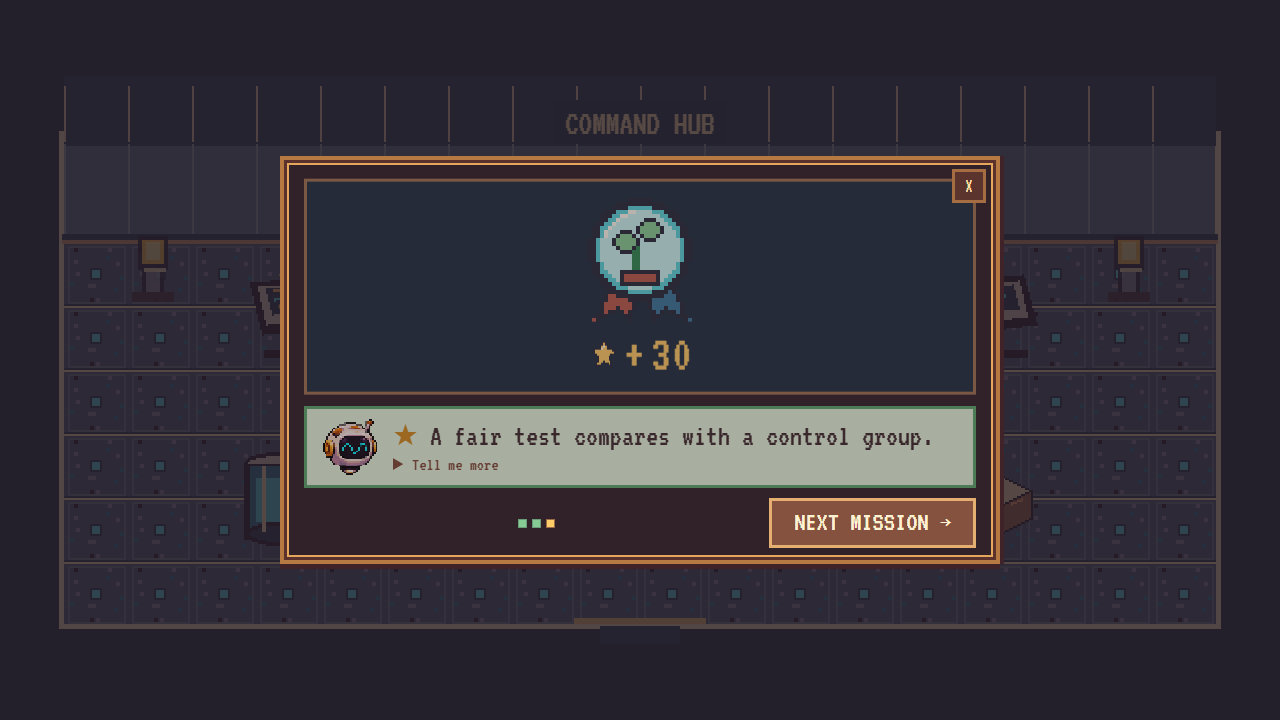 COMMAND HUB
X
★ +30
★ A fair test compares with a control group.
▶ Tell me more
NEXT MISSION →